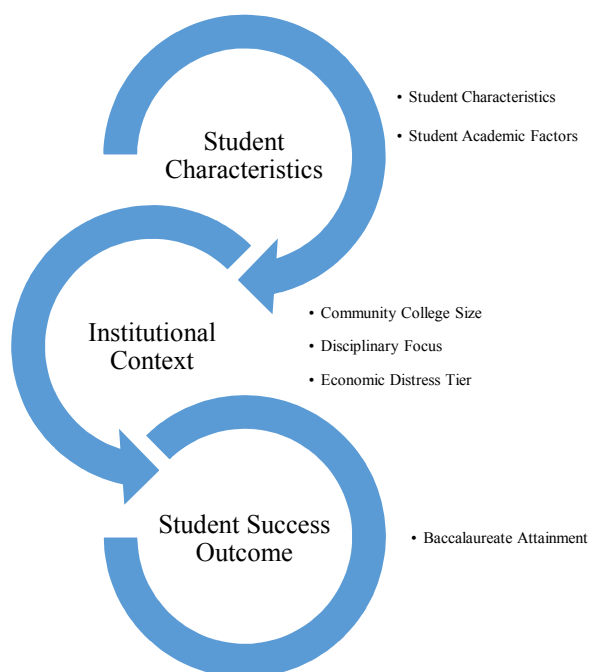 Student
Characteristics
• Student Characteristics
• Student Academic Factors
Institutional
Context
• Community College Size
• Disciplinary Focus
• Economic Distress Tier
Student Success
Outcome
• Baccalaureate Attainment